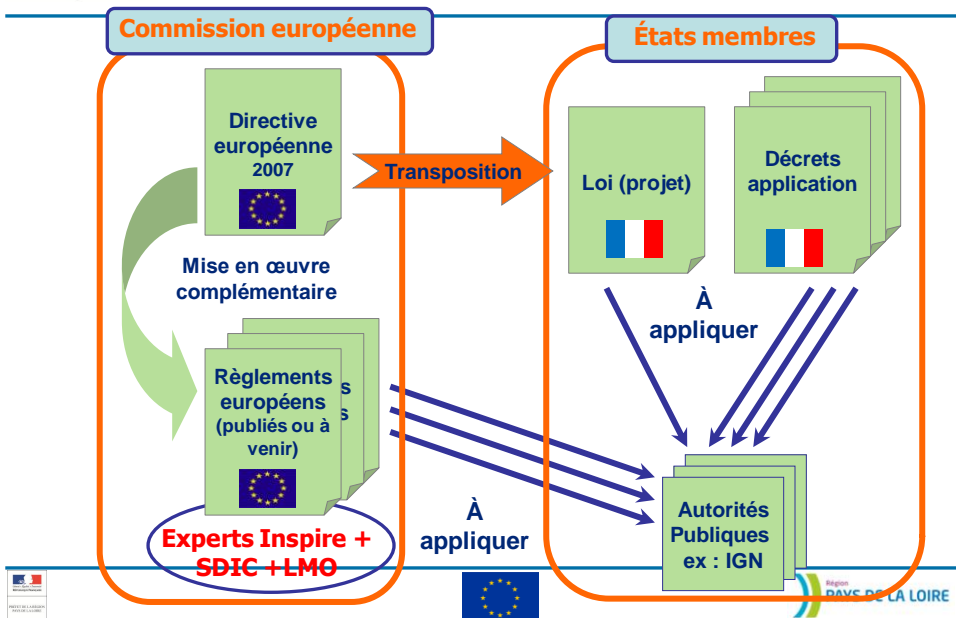 Commission européenne
États membres
Directive
européenne
2007
Transposition
Loi (projet)
Décrets
application
Mise en œuvre
complémentaire
À
appliquer
Règlements
européens
(publiés ou à
venir)
s
s
Experts Inspire +
SDIC +LMO
À
appliquer
Autorités
Publiques
ex : IGN
Région
PAYS DE LA LOIRE